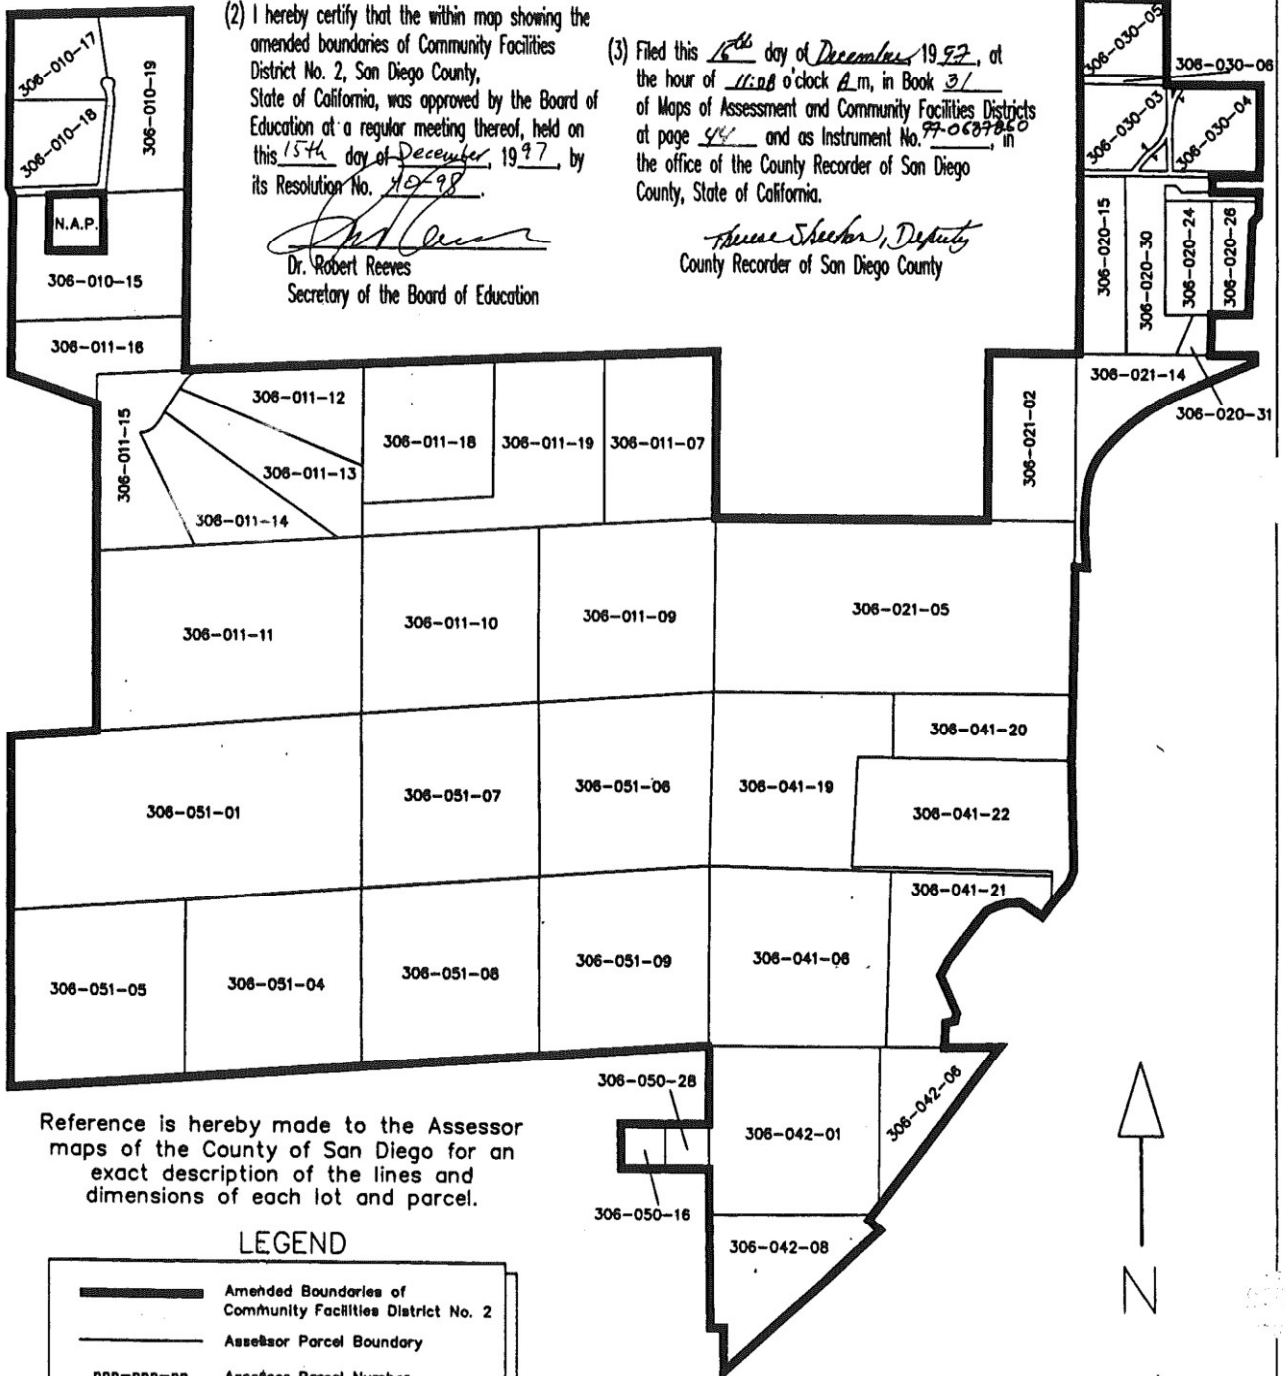 (2) I hereby certify that the within map showing the
amended boundaries of Community Facilities
District No. 2, San Diego County,
State of California, was approved by the Board of
Education at a regular meeting thereof, held on
this 15th day of December, 1997, by
its Resolution No. 40-98.
Dr. Robert Reeves
Secretary of the Board of Education
(3) Filed this 16th day of December, 1997, at
the hour of 11:08 o'clock A m, in Book 31
of Maps of Assessment and Community Facilities Districts
at page 44 and as Instrument No. 97-0637860, in
the office of the County Recorder of San Diego
County, State of California.
Deputy
County Recorder of San Diego County
306-010-17
306-010-18
306-010-19
N.A.P.
306-010-15
306-011-16
306-030-05
306-030-06
306-030-03
306-030-04
306-020-15
306-020-30
306-020-24
306-020-26
306-021-14
306-020-31
306-021-02
306-011-15
306-011-12
306-011-13
306-011-14
306-011-18
306-011-19
306-011-07
306-011-11
306-011-10
306-011-09
306-021-05
306-041-20
306-051-01
306-051-07
306-051-06
306-041-19
306-041-22
306-041-21
306-051-05
306-051-04
306-051-08
306-051-09
306-041-06
306-050-28
306-042-01
306-042-06
306-050-16
306-042-08
Reference is hereby made to the Assessor
maps of the County of San Diego for an
exact description of the lines and
dimensions of each lot and parcel.
LEGEND
Amended Boundaries of
Community Facilities District No. 2
Assessor Parcel Boundary
Assessor Parcel Number
N